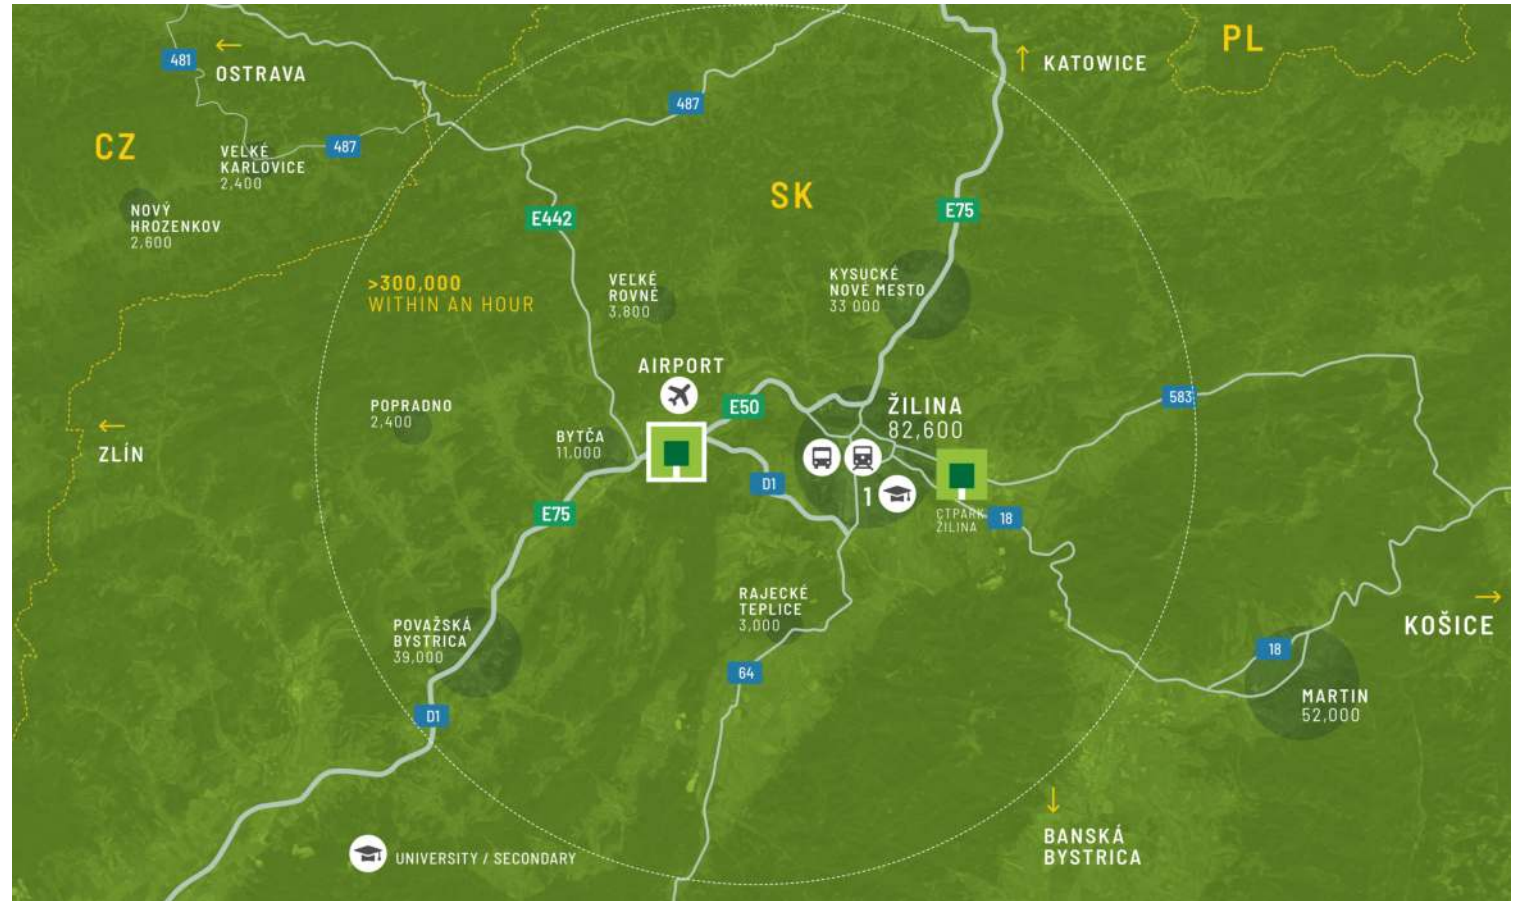 481
OSTRAVA
PL
KATOWICE
487
CZ
VEĽKÉ
KARLOVICE
2,400
487
SK
NOVÝ
HROZENKOV
2,600
E442
E75
>300,000
WITHIN AN HOUR
VEĽKÉ
ROVNÉ
3.800
KYSUCKÉ
NOVÉ MESTO
33 000
AIRPORT
E50
ŽILINA
82,600
583
POPRADNO
2,400
BYTČA
11.000
ZLÍN
D1
1
E75
CTPARK
ŽILINA
18
RAJECKÉ
TEPLICE
3,000
POVAŽSKÁ
BYSTRICA
39,000
KOŠICE
18
64
MARTIN
52,000
D1
BANSKÁ
BYSTRICA
UNIVERSITY / SECONDARY